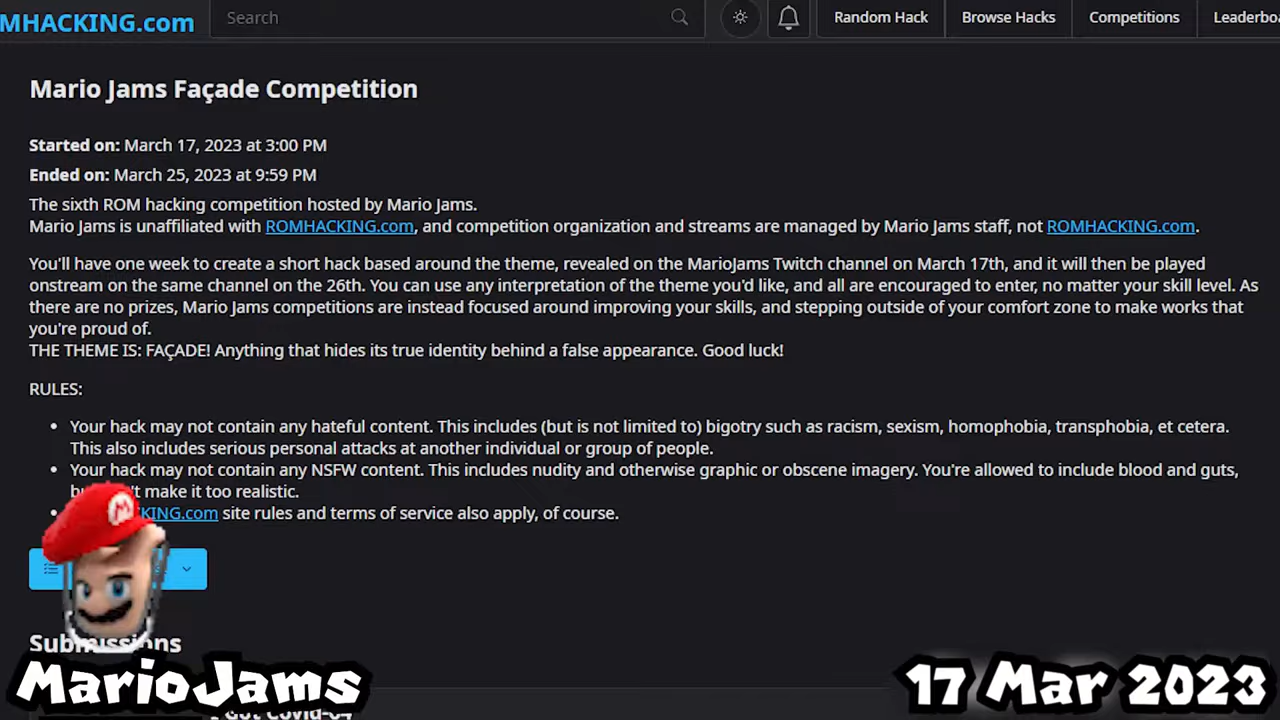 MHACKING.com
Search
Random Hack
Browse Hacks
Competitions
Leaderbo
Mario Jams Façade Competition
Started on: March 17, 2023 at 3:00 PM
Ended on: March 25, 2023 at 9:59 PM
The sixth ROM hacking competition hosted by Mario Jams.
Mario Jams is unaffiliated with ROMHACKING.com, and competition organization and streams are managed by Mario Jams staff, not ROMHACKING.com.
You'll have one week to create a short hack based around the theme, revealed on the MarioJams Twitch channel on March 17th, and it will then be played
onstream on the same channel on the 26th. You can use any interpretation of the theme you'd like, and all are encouraged to enter, no matter your skill level. As
there are no prizes, Mario Jams competitions are instead focused around improving your skills, and stepping outside of your comfort zone to make works that
you're proud of.
THE THEME IS: FAÇADE! Anything that hides its true identity behind a false appearance. Good luck!
RULES:
• Your hack may not contain any hateful content. This includes (but is not limited to) bigotry such as racism, sexism, homophobia, transphobia, et cetera.
This also includes serious personal attacks at another individual or group of people.
• Your hack may not contain any NSFW content. This includes nudity and otherwise graphic or obscene imagery. You're allowed to include blood and guts,
make it too realistic.
• KING.com site rules and terms of service also apply, of course.
M
Submissions
MarioJams
17 Mar 2023